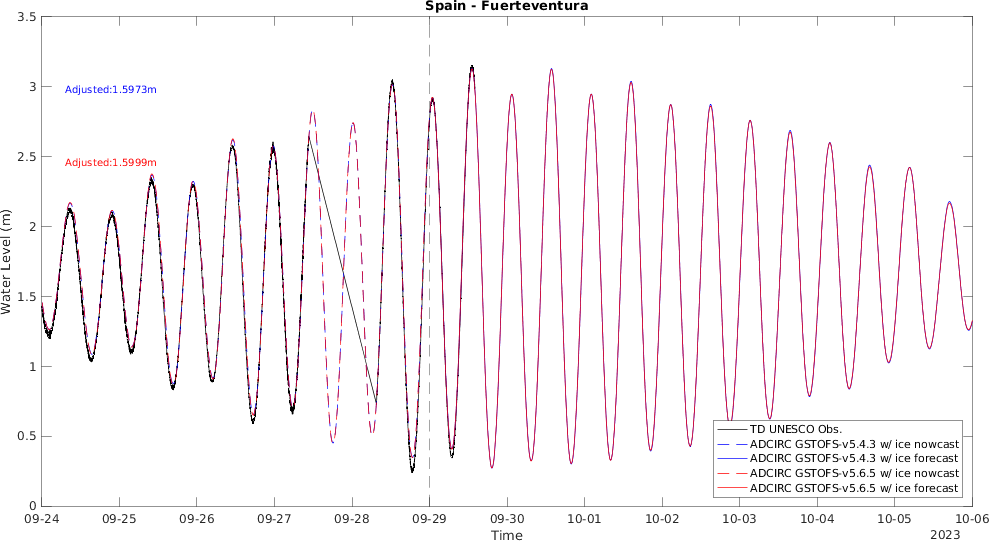 Spain - Fuerteventura
3.5
3
2.5
2
1.5
1
0.5
0
Water Level (m)
Adjusted:1.5973m
Adjusted:1.5999m
TD UNESCO Obs.
ADCIRC GSTOFS-v5.4.3 w/ ice nowcast
ADCIRC GSTOFS-v5.4.3 w/ ice forecast
ADCIRC GSTOFS-v5.6.5 w/ ice nowcast
ADCIRC GSTOFS-v5.6.5 w/ ice forecast
09-24 09-25 09-26 09-27 09-28 09-29 09-30 10-01 10-02 10-03 10-04 10-05 10-06
Time
2023